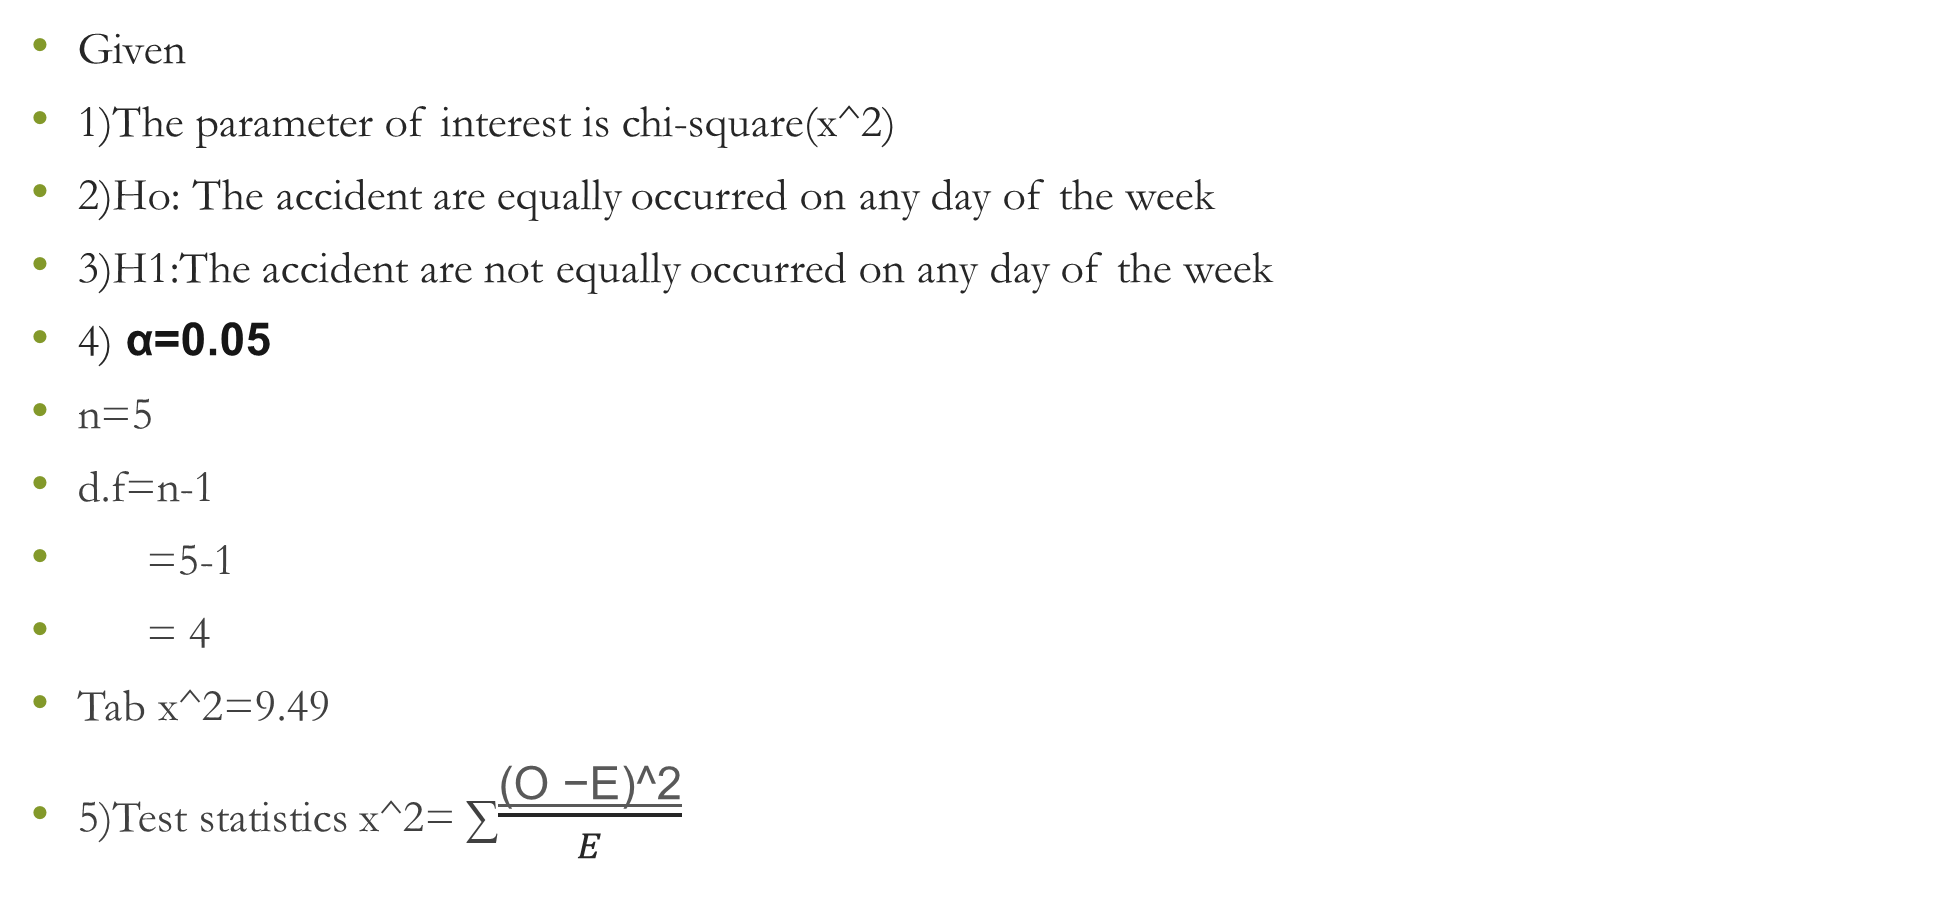 • Given
• 1)The parameter of interest is chi-square(x^2)
• 2)Ho: The accident are equally occurred on any day of the week
• 3)H1:The accident are not equally occurred on any day of the week
• 4) α=0.05
• n=5
• d.f=n-1
• =5-1
• = 4
• Tab x^2=9.49
• 5)Test statistics x^2= ∑(O −E)^2
E